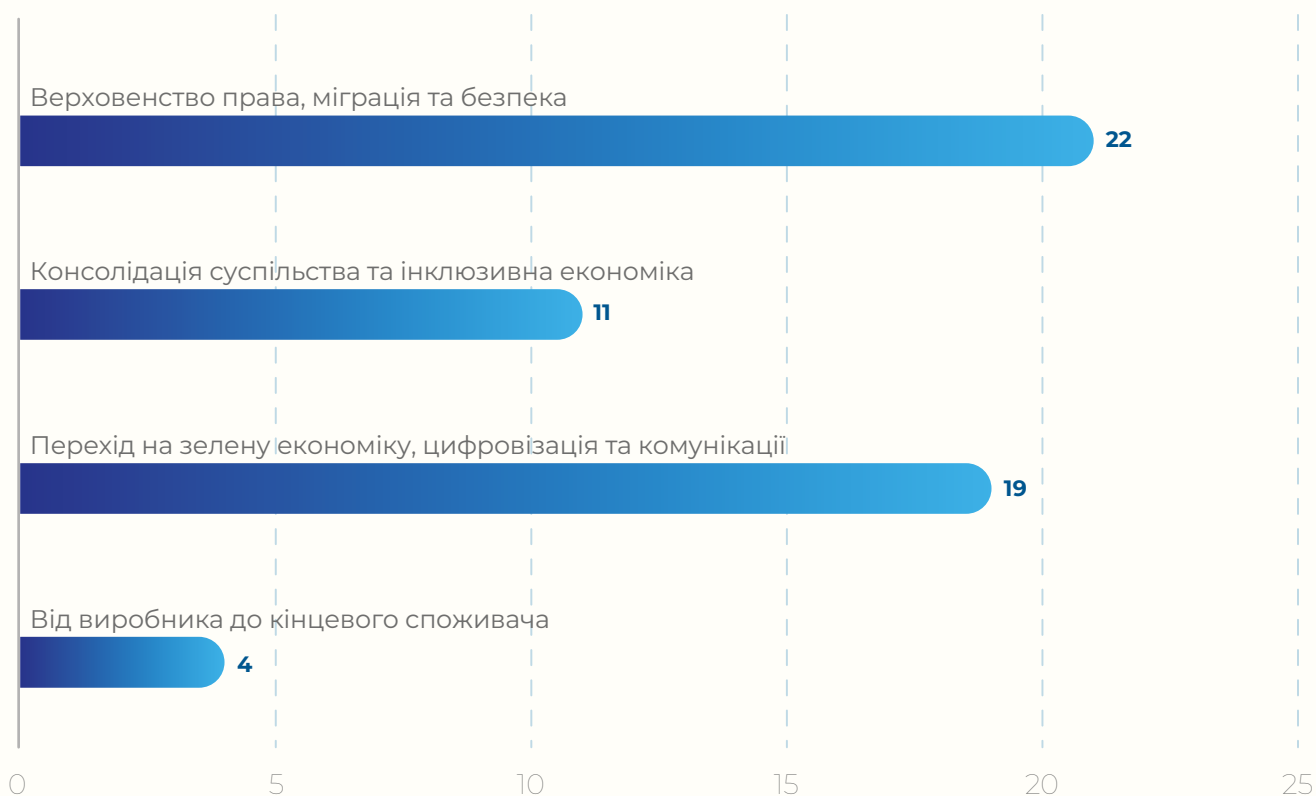 Верховенство права, міграція та безпека
22
Консолідація суспільства та інклюзивна економіка
11
Перехід на зелену економіку, цифровізація та комунікації
19
Від виробника до кінцевого споживача
4
0 5 10 15 20 25